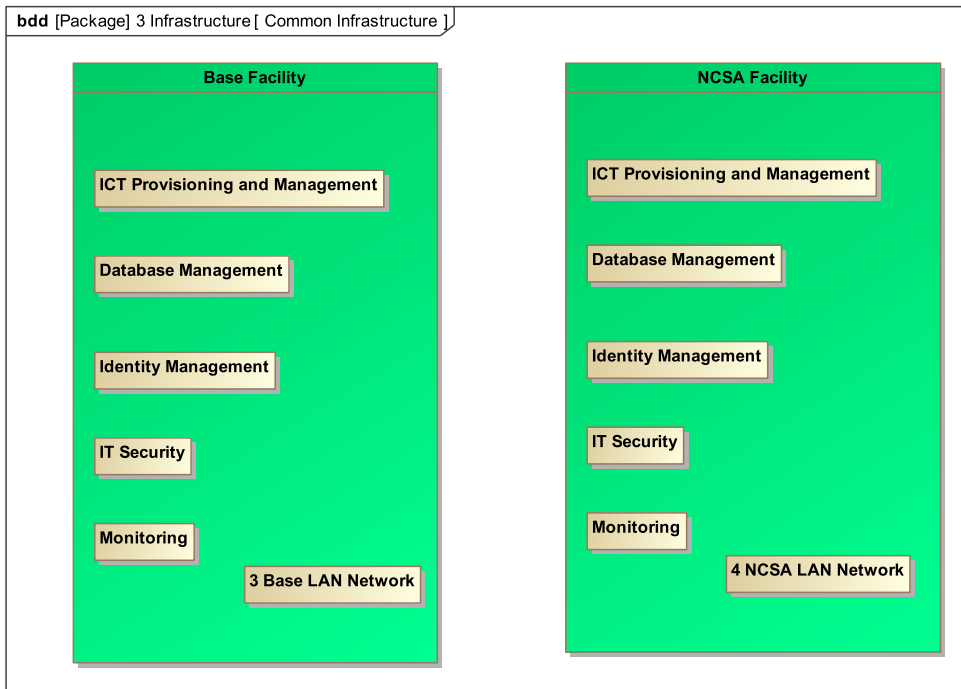 bdd [Package] 3 Infrastructure [ Common Infrastructure ]
Base Facility
ICT Provisioning and Management
Database Management
Identity Management
IT Security
Monitoring
3 Base LAN Network
NCSA Facility
ICT Provisioning and Management
Database Management
Identity Management
IT Security
Monitoring
4 NCSA LAN Network